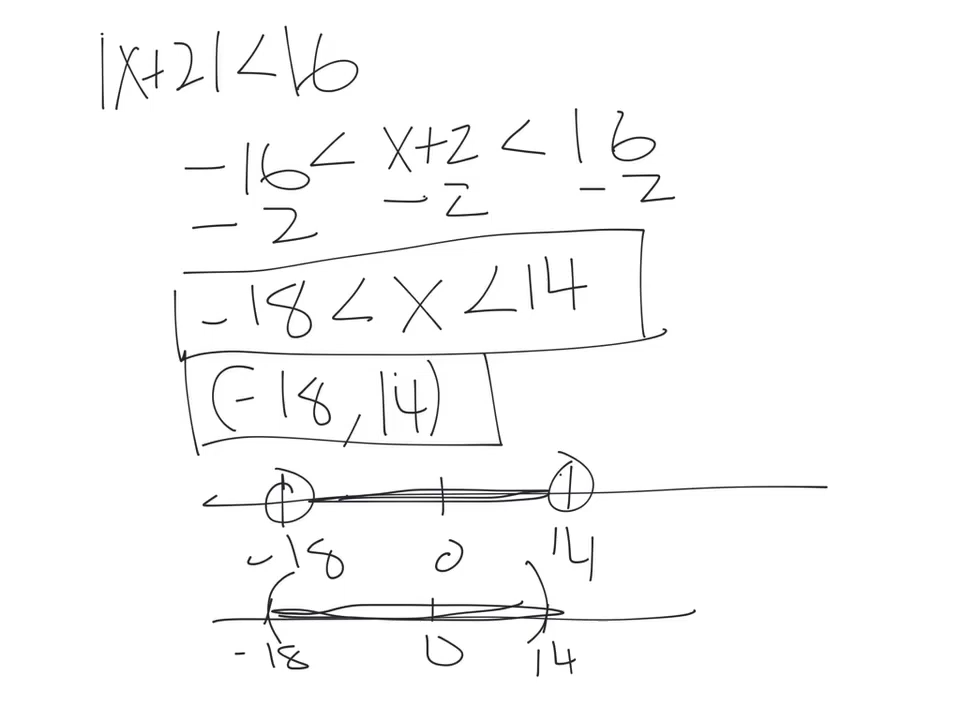 |x+2|<16
-16 < x+2 < 16
-2 -2 -2
-18 < x < 14
(-18, 14)
-18 0 14
( )
-18 0 14